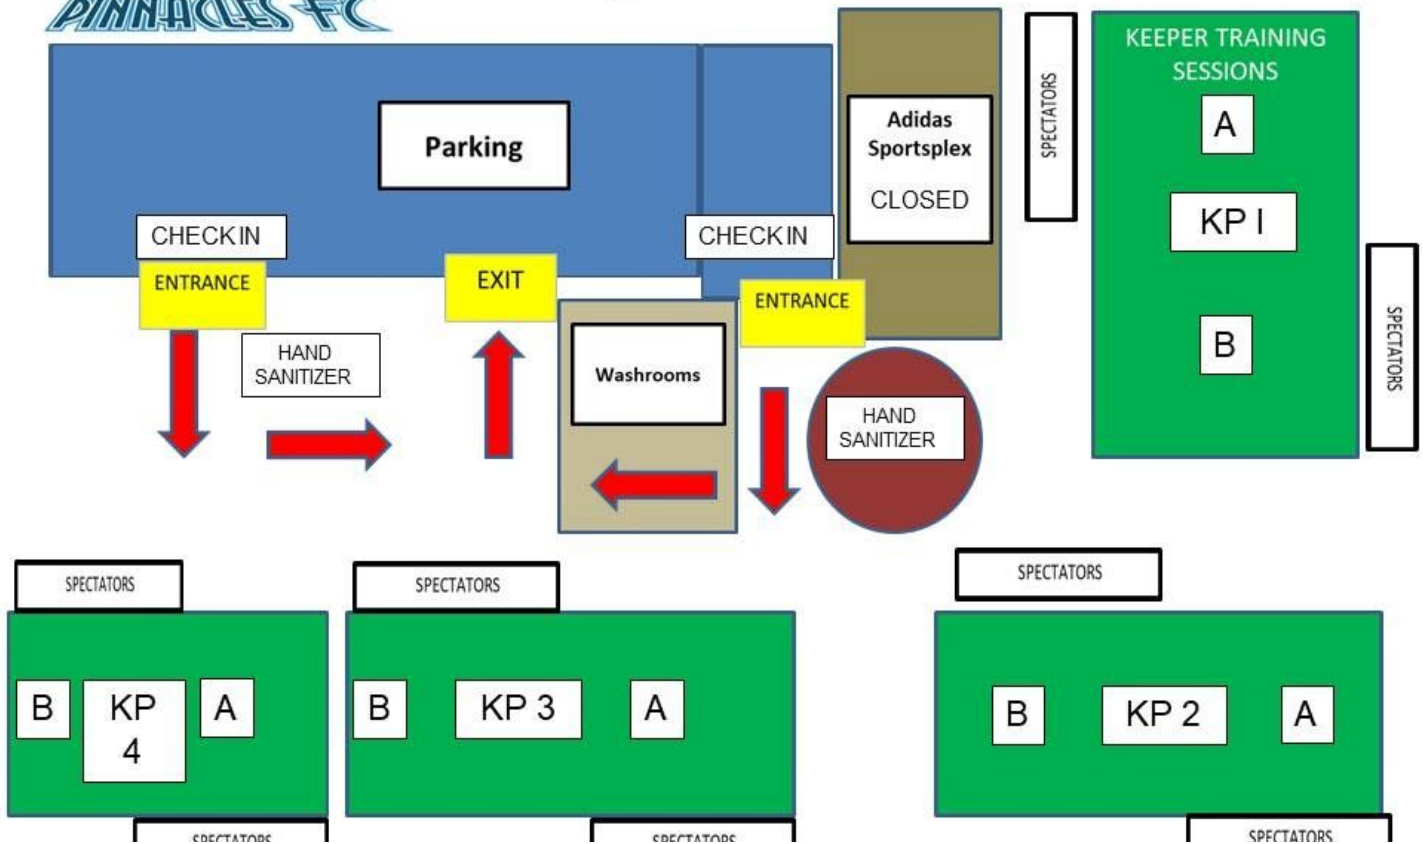 PINNACLES FC
KEEPER TRAINING
SESSIONS
A
KP I
B
SPECTATORS
SPECTATORS
Adidas
Sportsplex
CLOSED
Parking
CHECK IN
CHECK IN
ENTRANCE
EXIT
ENTRANCE
HAND
SANITIZER
Washrooms
HAND
SANITIZER
SPECTATORS
SPECTATORS
SPECTATORS
B
KP
4
A
B
KP 3
A
B
KP 2
A
SPECTATORS
SPECTATORS
SPECTATORS